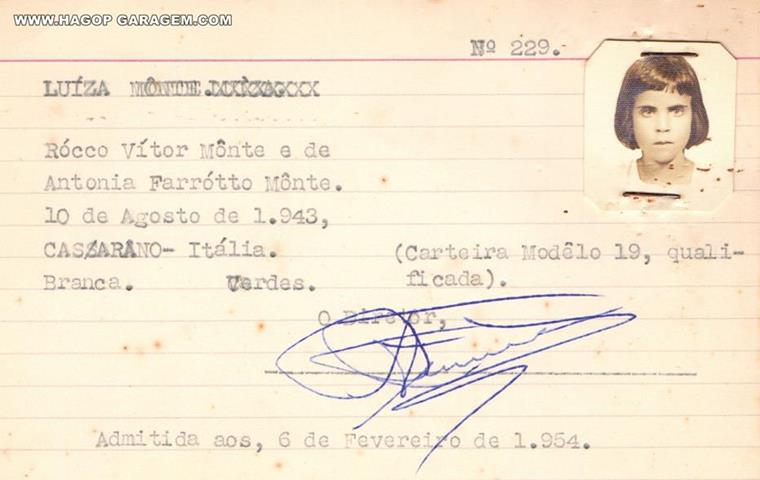 WWW.HAGOP GARAGEM.COM
Nº 229.
LUÍZA MÔNTE.XXXXXXXXX
Rócco Vítor Mônte e de
Antonia Farrótto Mônte.
10 de Agosto de 1.943,
CASSARANO- Itália. (Carteira Modêlo 19, quali-
Branca. Verdes. ficada).
O Diretor,
Admitida aos, 6 de Fevereiro de 1.954.